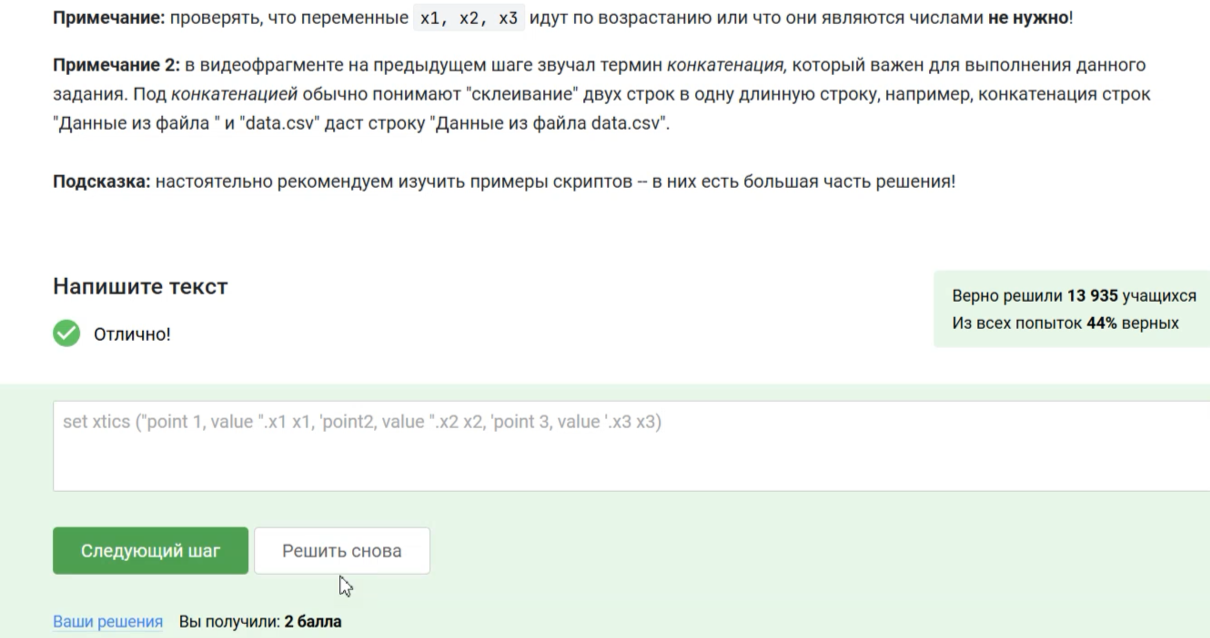 Примечание: проверять, что переменные x1, x2, x3 идут по возрастанию или что они являются числами не нужно!
Примечание 2: в видеофрагменте на предыдущем шаге звучал термин конкатенация, который важен для выполнения данного
задания. Под конкатенацией обычно понимают "склеивание" двух строк в одну длинную строку, например, конкатенация строк
"Данные из файла " и "data.csv" даст строку "Данные из файла data.csv".
Подсказка: настоятельно рекомендуем изучить примеры скриптов -- в них есть большая часть решения!
Напишите текст
Верно решили 13 935 учащихся
Из всех попыток 44% верных
Отлично!
set xtics ("point 1, value ".x1 x1, 'point2, value ".x2 x2, 'point 3, value '.x3 x3)
Следующий шаг
Решить снова
Ваши решения Вы получили: 2 балла